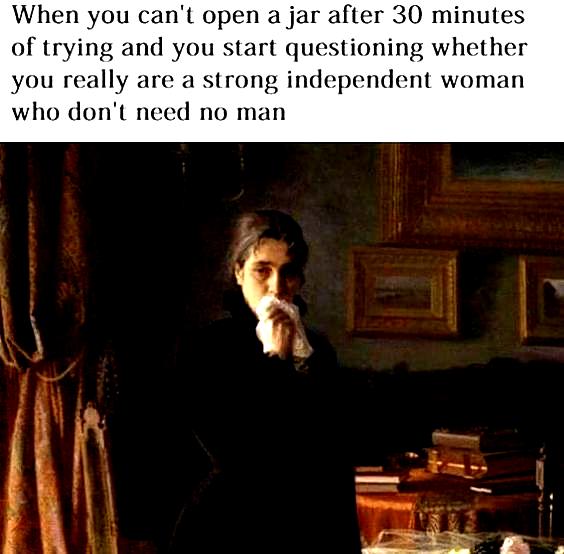 When you can't open a jar after 30 minutes
of trying and you start questioning whether
you really are a strong independent woman
who don't need no man